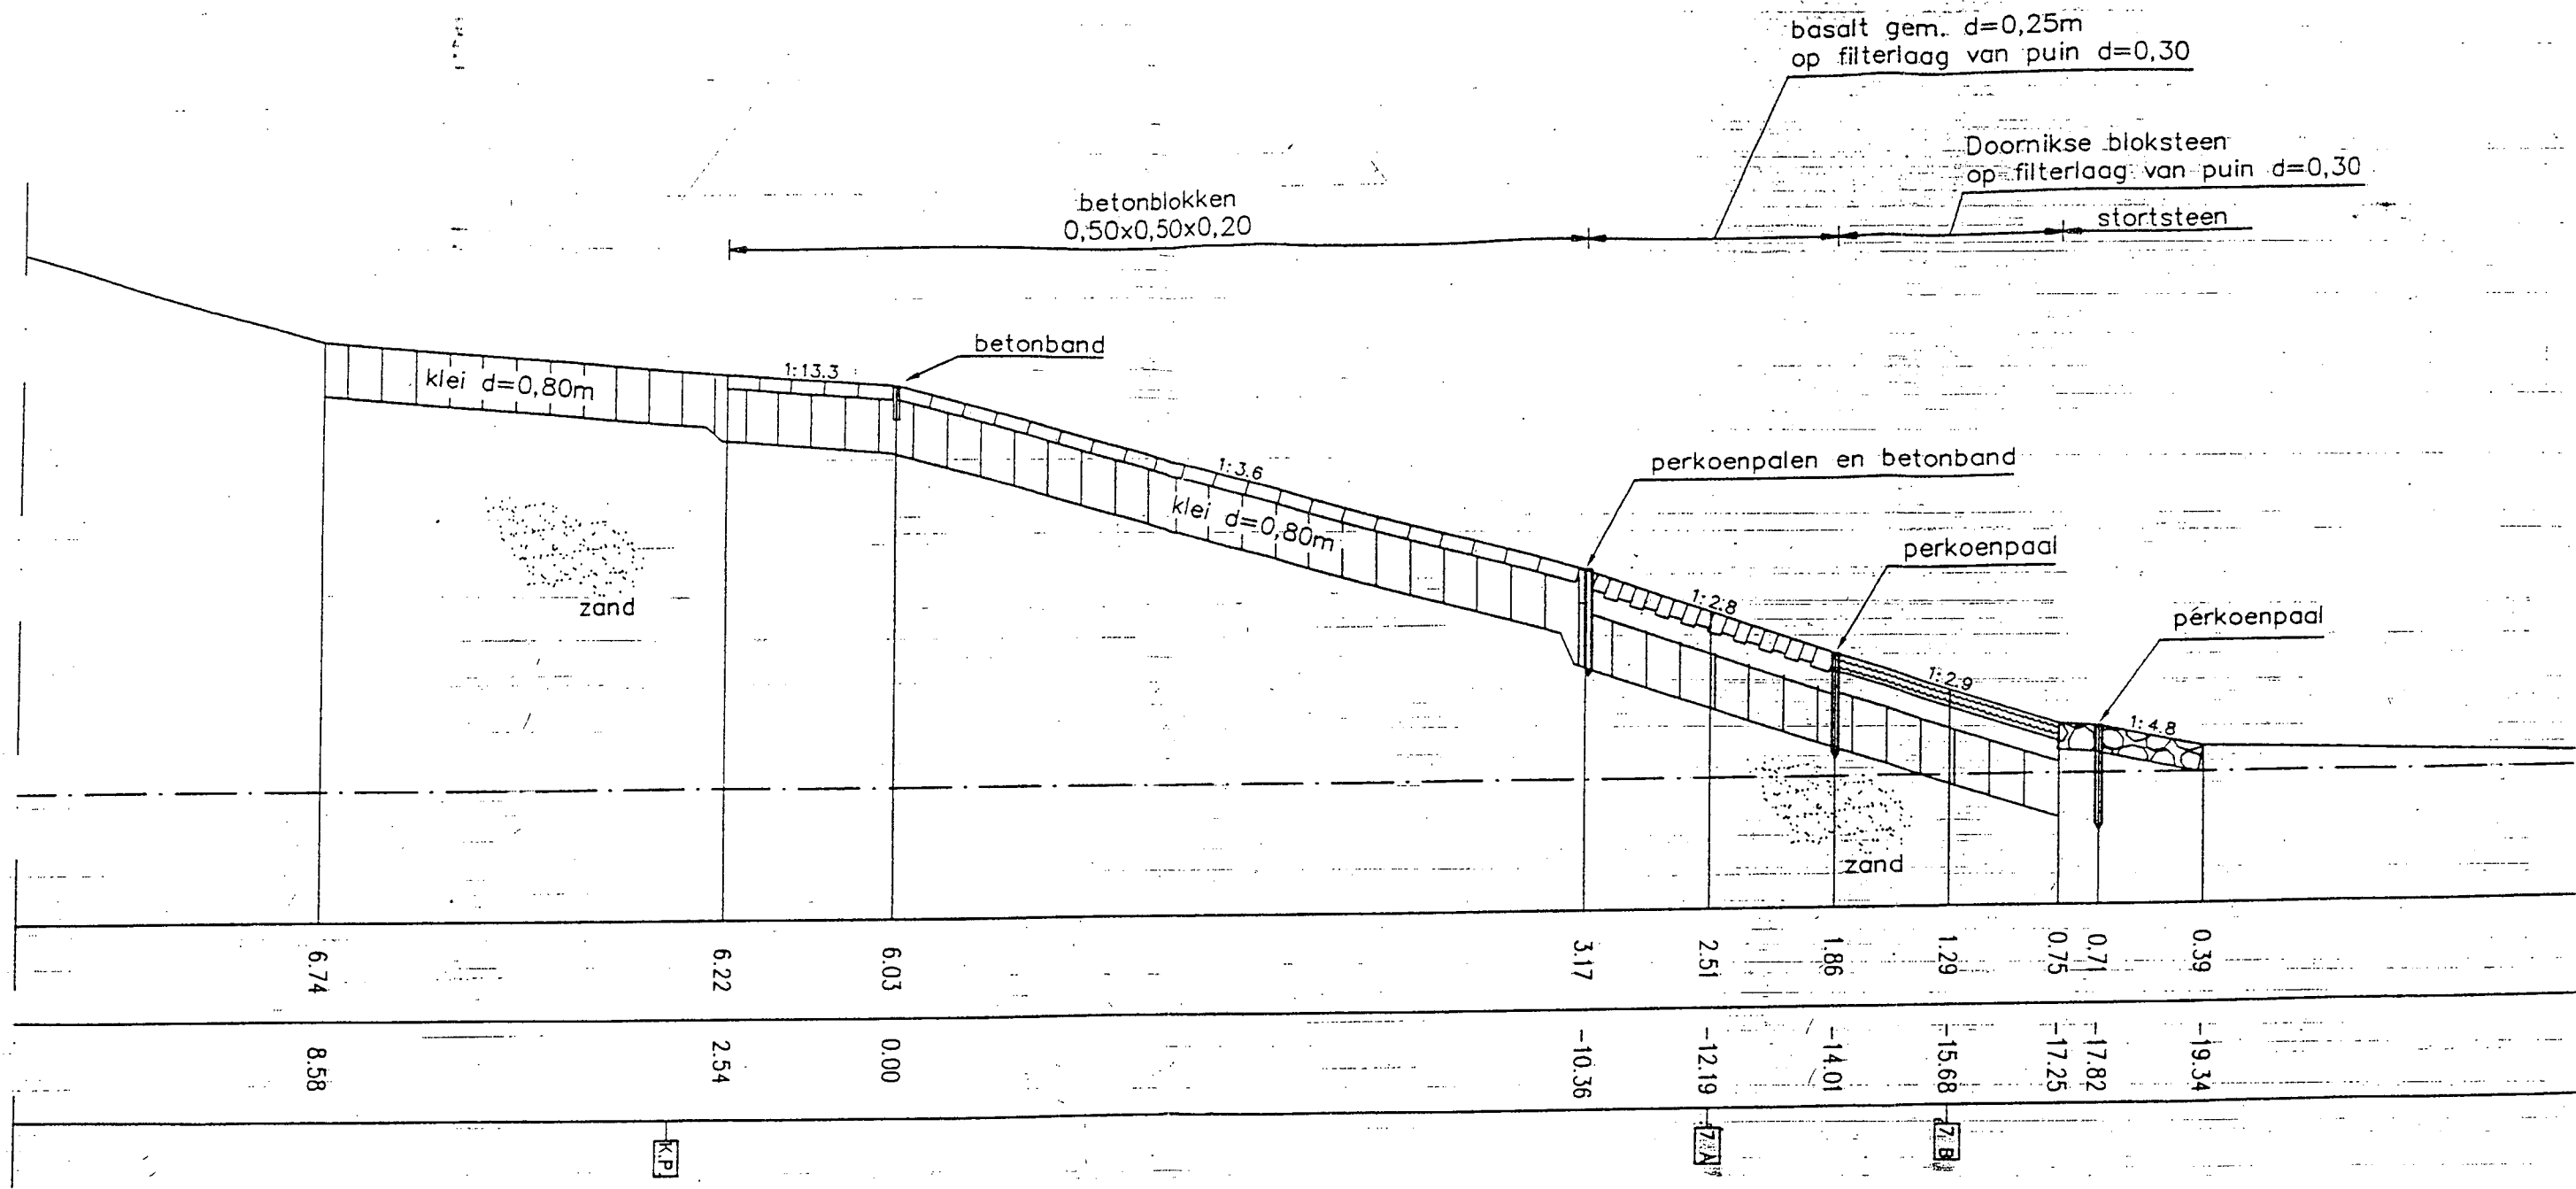 basalt gem. d=0,25m
op filterlaag van puin d=0,30
Doornikse bloksteen
op filterlaag van puin d=0,30
stortsteen
betonblokken
0,50x0,50x0,20
betonband
1:13.3
klei d=0,80m
1:3.6
klei d=0,80m
perkoenpalen en betonband
perkoenpaal
1:2.8
perkoenpaal
1:2.9
1:4.8
zand
zand
6.74
6.22
6.03
3.17
2.51
1.86
1.29
0.75
0.71
0.39
8.58
2.54
0.00
-10.36
-12.19
-14.01
-15.68
-17.25
-17.82
-19.34
K.P
7A
7B